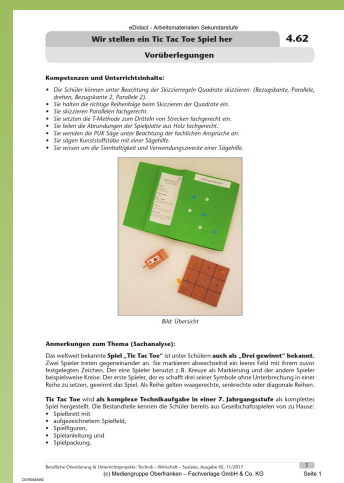 eDidact - Arbeitsmaterialien Sekundarstufe
Wir stellen ein Tic Tac Toe Spiel her
4.62
Vorüberlegungen
Kompetenzen und Unterrichtsinhalte:
• Die Schüler können unter Beachtung der Skizzierregeln Quadrate skizzieren. (Bezugskante, Parallele,
drehen, Bezugskante 2, Parallele 2).
• Sie halten die richtige Reihenfolge beim Skizzieren der Quadrate ein.
• Sie skizzieren Parallelen fachgerecht.
• Sie setzten die T-Methode zum Dritteln von Strecken fachgerecht ein.
• Sie feilen die Abrundungen der Spielplatte aus Holz fachgerecht.
• Sie wenden die PUK Säge unter Beachtung der fachlichen Ansprüche an.
• Sie sägen Kunststoffstäbe mit einer Sägehilfe.
• Sie wissen um die Sinnhaftigkeit und Verwendungszwecke einer Sägehilfe.
Bild: Übersicht
Anmerkungen zum Thema (Sachanalyse):
Das weltweit bekannte Spiel „Tic Tac Toe“ ist unter Schülern auch als „Drei gewinnt“ bekannt.
Zwei Spieler treten gegeneinander an. Sie markieren abwechselnd ein leeres Feld mit ihrem zuvor
festgelegten Zeichen. Der eine Spieler benutzt z.B. Kreuze als Markierung und der andere Spieler
beispielsweise Kreise. Der erste Spieler, der es schafft drei seiner Symbole ohne Unterbrechung in einer
Reihe zu setzen, gewinnt das Spiel. Als Reihe gelten waagerechte, senkrechte oder diagonale Reihen.
Tic Tac Toe wird als komplexe Technikaufgabe in einer 7. Jahrgangsstufe als komplettes
Spiel hergestellt. Die Bestandteile kennen die Schüler bereits aus Gesellschaftsspielen von zu Hause:
• Spielbrett mit
• aufgezeichnetem Spielfeld,
• Spielfiguren,
• Spielanleitung und
• Spielpackung.
Berufliche Orientierung & Unterrichtsprojekte: Technik – Wirtschaft – Soziales, Ausgabe 45, 11/2017
1
(c) Mediengruppe Oberfranken – Fachverlage GmbH & Co. KG
Seite 1